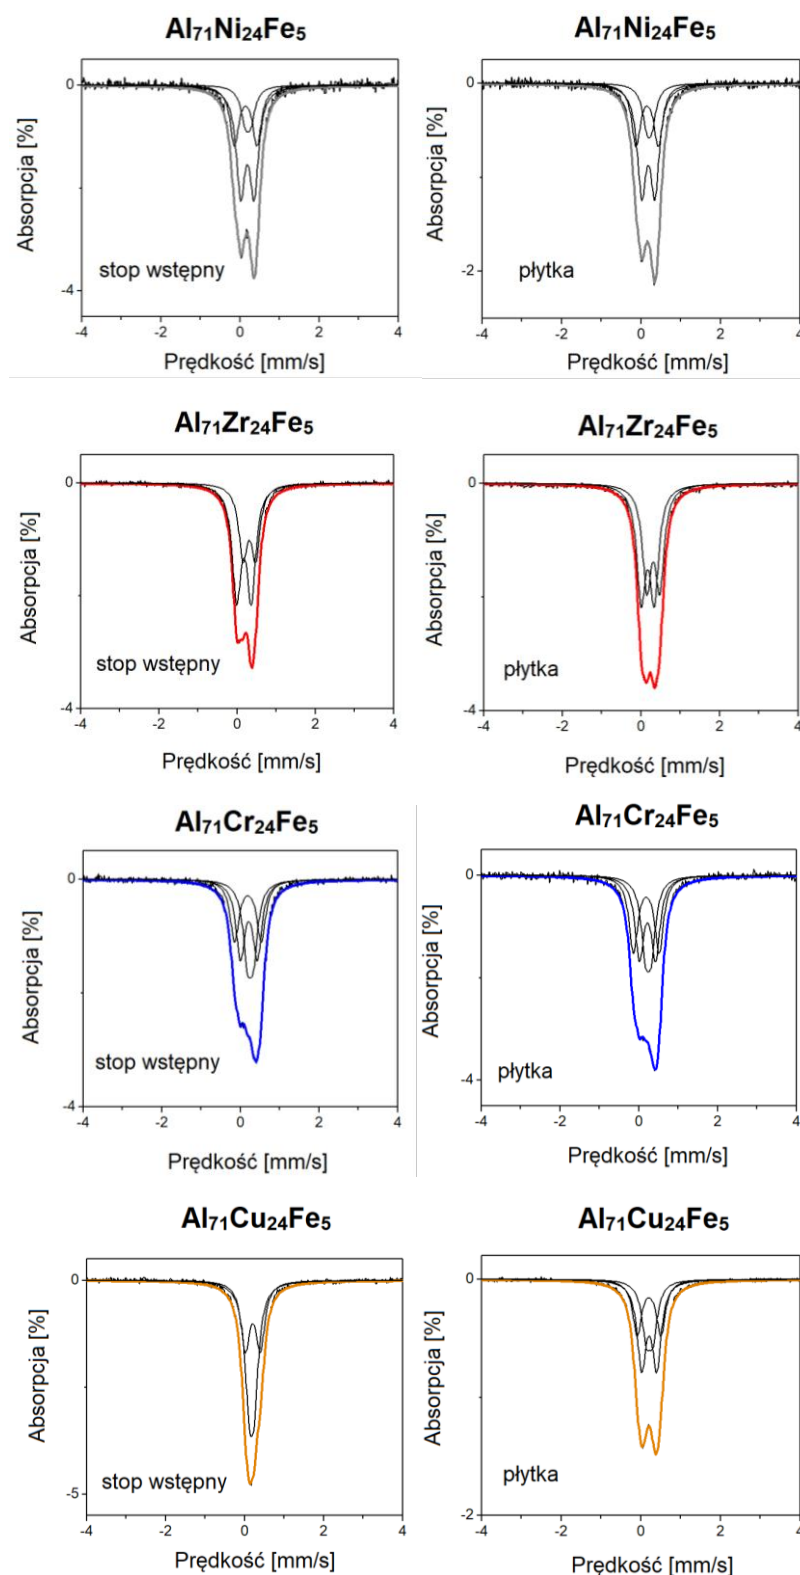 Al₇₁Ni₂₄Fe₅
Absorpcja [%]
0
-2
-4
stop wstępny
-4 -2 0 2 4
Prędkość [mm/s]
Al₇₁Ni₂₄Fe₅
Absorpcja [%]
0
-1
-2
płytka
-4 -2 0 2 4
Prędkość [mm/s]
Al₇₁Zr₂₄Fe₅
Absorpcja [%]
0
-4
stop wstępny
-4 -2 0 2 4
Prędkość [mm/s]
Al₇₁Zr₂₄Fe₅
Absorpcja [%]
0
-2
-4
płytka
-4 -2 0 2 4
Prędkość [mm/s]
Al₇₁Cr₂₄Fe₅
Absorpcja [%]
0
-4
stop wstępny
-4 -2 0 2 4
Prędkość [mm/s]
Al₇₁Cr₂₄Fe₅
Absorpcja [%]
0
-4
płytka
-4 -2 0 2 4
Prędkość [mm/s]
Al₇₁Cu₂₄Fe₅
Absorpcja [%]
0
-5
stop wstępny
-4 -2 0 2 4
Prędkość [mm/s]
Al₇₁Cu₂₄Fe₅
Absorpcja [%]
0
-2
płytka
-4 -2 0 2 4
Prędkość [mm/s]